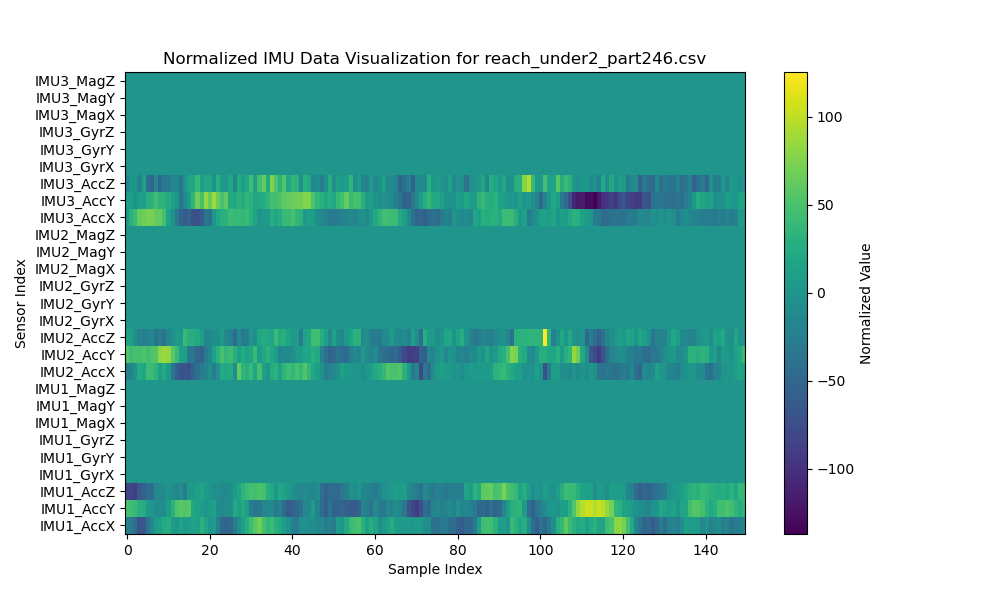 Normalized IMU Data Visualization for reach_under2_part246.csv
IMU3_MagZ
IMU3_MagY
IMU3_MagX
IMU3_GyrZ
IMU3_GyrY
IMU3_GyrX
IMU3_AccZ
IMU3_AccY
IMU3_AccX
IMU2_MagZ
IMU2_MagY
IMU2_MagX
IMU2_GyrZ
IMU2_GyrY
IMU2_GyrX
IMU2_AccZ
IMU2_AccY
IMU2_AccX
IMU1_MagZ
IMU1_MagY
IMU1_MagX
IMU1_GyrZ
IMU1_GyrY
IMU1_GyrX
IMU1_AccZ
IMU1_AccY
IMU1_AccX
Sensor Index
0 20 40 60 80 100 120 140
Sample Index
100
50
0
−50
−100
Normalized Value